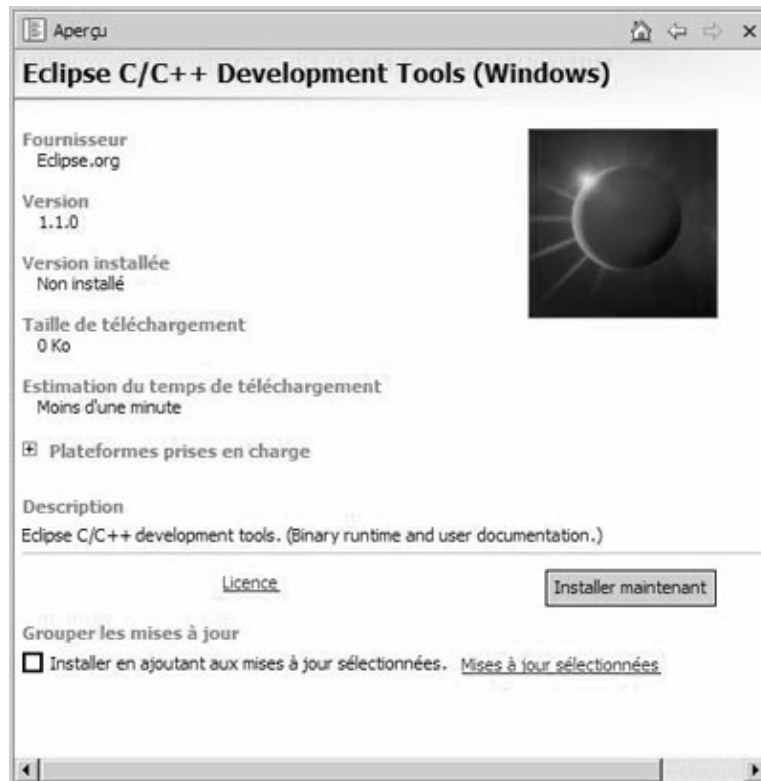 Aperçu
Eclipse C/C++ Development Tools (Windows)
Fournisseur
Eclipse.org
Version
1.1.0
Version installée
Non installé
Taille de téléchargement
0 Ko
Estimation du temps de téléchargement
Moins d'une minute
Plateformes prises en charge
Description
Eclipse C/C++ development tools. (Binary runtime and user documentation.)
Licence
Installer maintenant
Grouper les mises à jour
Installer en ajoutant aux mises à jour sélectionnées. Mises à jour sélectionnées